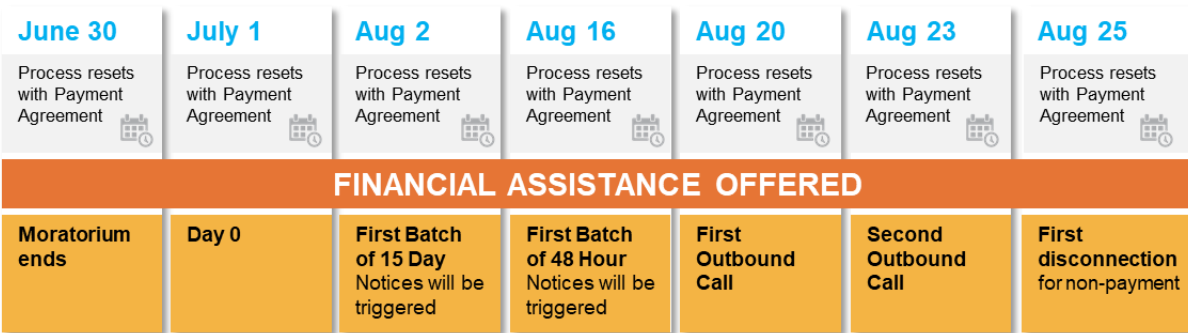 June 30
July 1
Aug 2
Aug 16
Aug 20
Aug 23
Aug 25
Process resets
with Payment
Agreement
Process resets
with Payment
Agreement
Process resets
with Payment
Agreement
Process resets
with Payment
Agreement
Process resets
with Payment
Agreement
Process resets
with Payment
Agreement
Process resets
with Payment
Agreement
FINANCIAL ASSISTANCE OFFERED
Moratorium
ends
Day 0
First Batch
of 15 Day
Notices will be
triggered
First Batch
of 48 Hour
Notices will be
triggered
First
Outbound
Call
Second
Outbound
Call
First
disconnection
for non-payment